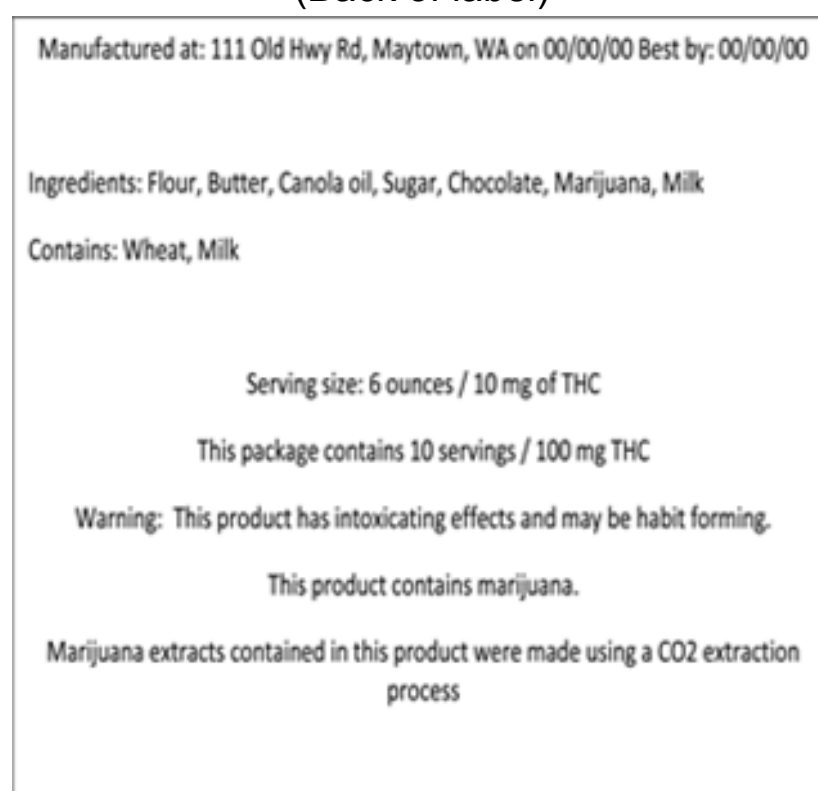 (Back of label)
Manufactured at: 111 Old Hwy Rd, Maytown, WA on 00/00/00 Best by: 00/00/00
Ingredients: Flour, Butter, Canola oil, Sugar, Chocolate, Marijuana, Milk
Contains: Wheat, Milk
Serving size: 6 ounces / 10 mg of THC
This package contains 10 servings / 100 mg THC
Warning:  This product has intoxicating effects and may be habit forming.
This product contains marijuana.
Marijuana extracts contained in this product were made using a CO2 extraction
process